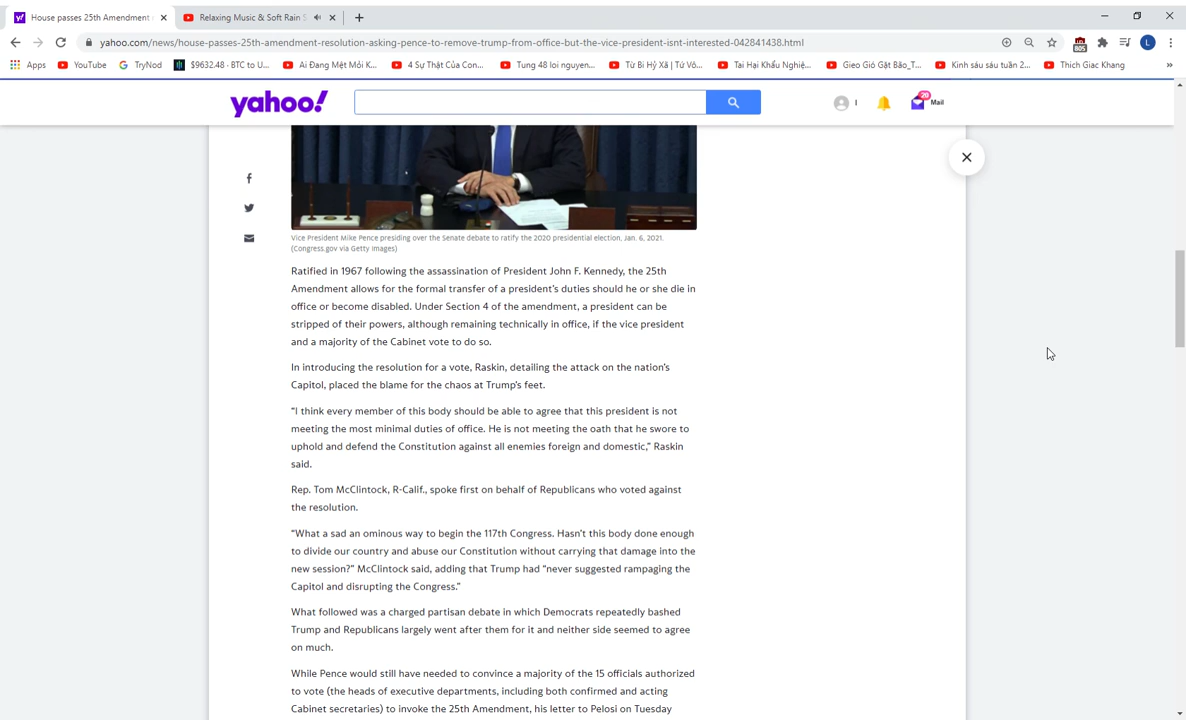 House passes 25th Amendment
Relaxing Music & Soft Rain S
yahoo.com/news/house-passes-25th-amendment-resolution-asking-pence-to-remove-trump-from-office-but-the-vice-president-isnt-interested-042841438.html
805
L
Apps
YouTube
TryNod
$9632.48 · BTC to U...
Ai Đang Mệt Mỏi K...
4 Sự Thật Của Con...
Tung 48 loi nguyen...
Từ Bi Hỷ Xả | Tứ Vô...
Tai Hại Khẩu Nghiệ...
Gieo Gió Gặt Bão_T...
Kinh sáu sáu tuần 2...
Thich Giac Khang
»
yahoo!
I
20
Mail
Vice President Mike Pence presiding over the Senate debate to ratify the 2020 presidential election, Jan. 6, 2021.
(Congress.gov via Getty Images)
Ratified in 1967 following the assassination of President John F. Kennedy, the 25th
Amendment allows for the formal transfer of a president's duties should he or she die in
office or become disabled. Under Section 4 of the amendment, a president can be
stripped of their powers, although remaining technically in office, if the vice president
and a majority of the Cabinet vote to do so.
In introducing the resolution for a vote, Raskin, detailing the attack on the nation's
Capitol, placed the blame for the chaos at Trump's feet.
“I think every member of this body should be able to agree that this president is not
meeting the most minimal duties of office. He is not meeting the oath that he swore to
uphold and defend the Constitution against all enemies foreign and domestic,” Raskin
said.
Rep. Tom McClintock, R-Calif., spoke first on behalf of Republicans who voted against
the resolution.
“What a sad an ominous way to begin the 117th Congress. Hasn't this body done enough
to divide our country and abuse our Constitution without carrying that damage into the
new session?” McClintock said, adding that Trump had “never suggested rampaging the
Capitol and disrupting the Congress.”
What followed was a charged partisan debate in which Democrats repeatedly bashed
Trump and Republicans largely went after them for it and neither side seemed to agree
on much.
While Pence would still have needed to convince a majority of the 15 officials authorized
to vote (the heads of executive departments, including both confirmed and acting
Cabinet secretaries) to invoke the 25th Amendment, his letter to Pelosi on Tuesday